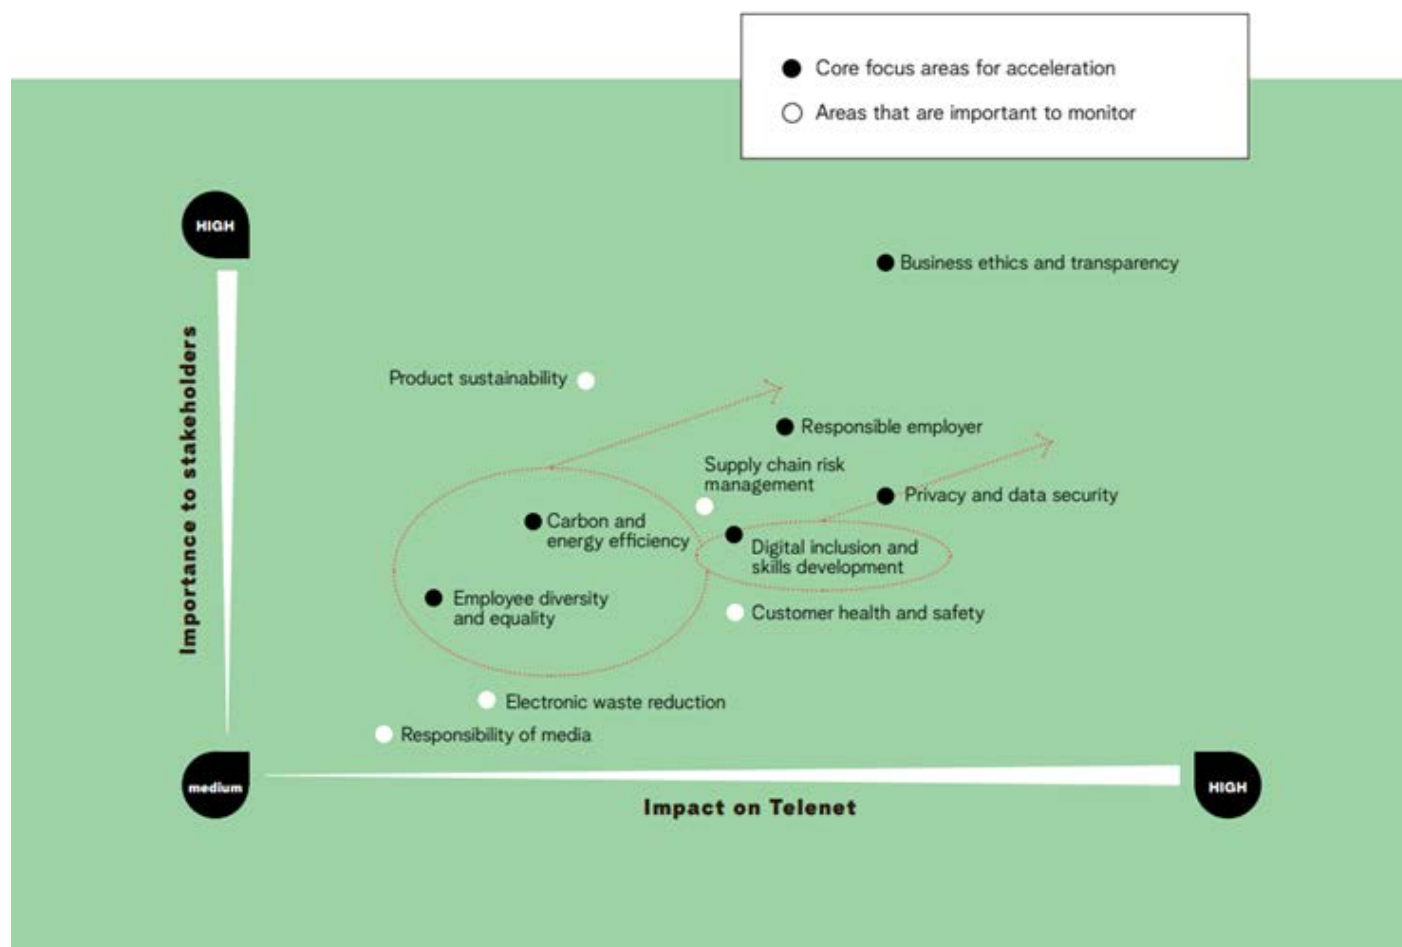 Core focus areas for acceleration
Areas that are important to monitor
HIGH
Business ethics and transparency
Importance to stakeholders
Product sustainability
Responsible employer
Supply chain risk
management
Privacy and data security
Carbon and
energy efficiency
Digital inclusion and
skills development
Employee diversity
and equality
Customer health and safety
Electronic waste reduction
Responsibility of media
medium
HIGH
Impact on Telenet